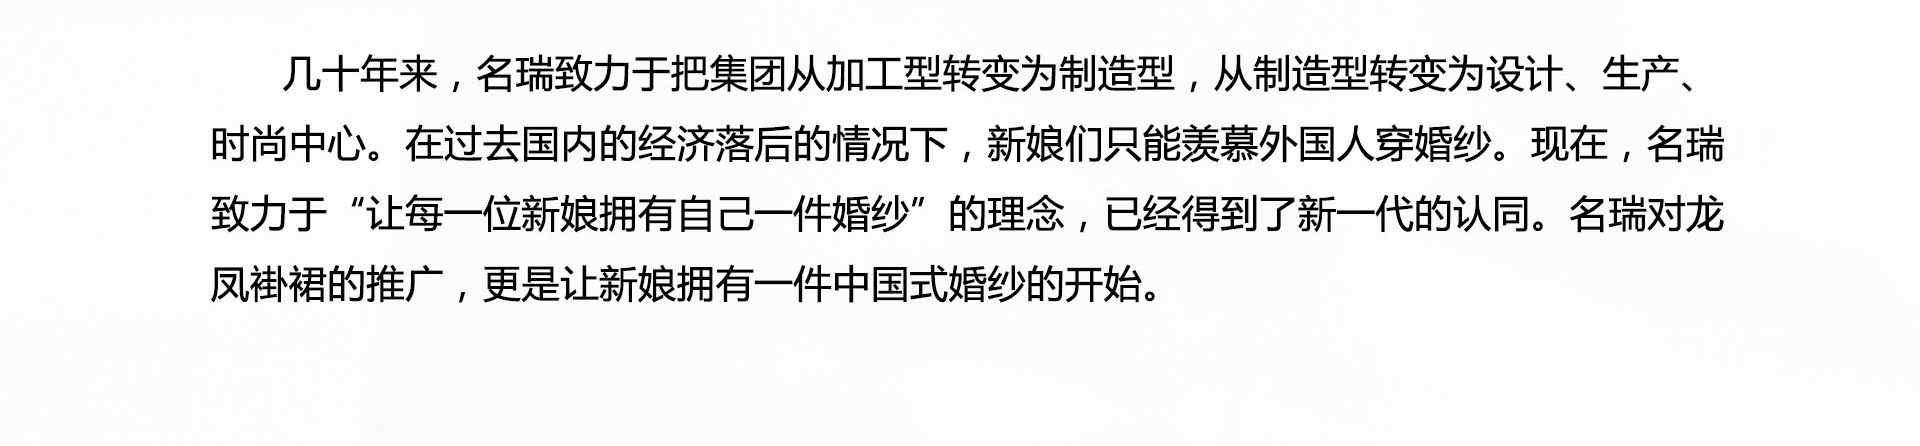 几十年来，名瑞致力于把集团从加工型转变为制造型，从制造型转变为设计、生产、
时尚中心。在过去国内的经济落后的情况下，新娘们只能羡慕外国人穿婚纱。现在，名瑞
致力于“让每一位新娘拥有自己一件婚纱”的理念，已经得到了新一代的认同。名瑞对龙
凤褂裙的推广，更是让新娘拥有一件中国式婚纱的开始。